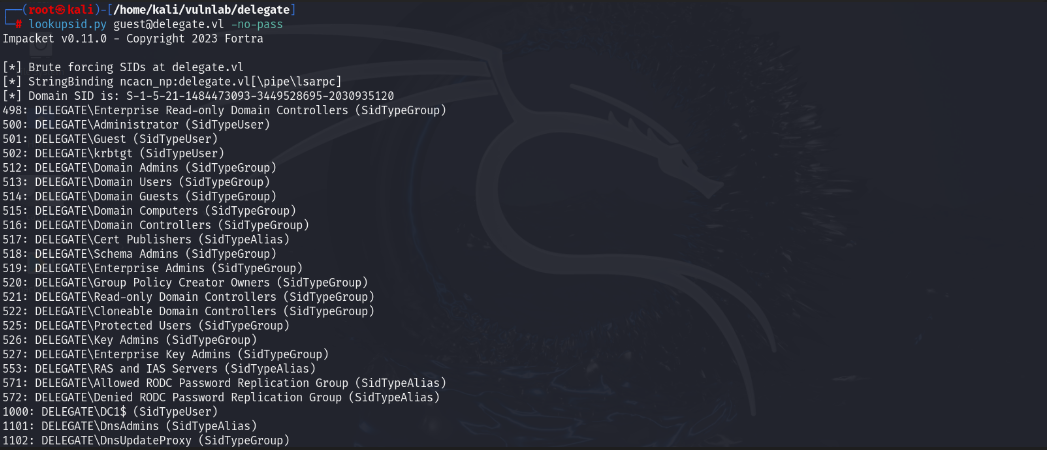 ┌──(root㉿kali)-[/home/kali/vulnlab/delegate]
└─# lookupsid.py guest@delegate.vl -no-pass
Impacket v0.11.0 - Copyright 2023 Fortra
[*] Brute forcing SIDs at delegate.vl
[*] StringBinding ncacn_np:delegate.vl[\pipe\lsarpc]
[*] Domain SID is: S-1-5-21-1484473093-3449528695-2030935120
498: DELEGATE\Enterprise Read-only Domain Controllers (SidTypeGroup)
500: DELEGATE\Administrator (SidTypeUser)
501: DELEGATE\Guest (SidTypeUser)
502: DELEGATE\krbtgt (SidTypeUser)
512: DELEGATE\Domain Admins (SidTypeGroup)
513: DELEGATE\Domain Users (SidTypeGroup)
514: DELEGATE\Domain Guests (SidTypeGroup)
515: DELEGATE\Domain Computers (SidTypeGroup)
516: DELEGATE\Domain Controllers (SidTypeGroup)
517: DELEGATE\Cert Publishers (SidTypeAlias)
518: DELEGATE\Schema Admins (SidTypeGroup)
519: DELEGATE\Enterprise Admins (SidTypeGroup)
520: DELEGATE\Group Policy Creator Owners (SidTypeGroup)
521: DELEGATE\Read-only Domain Controllers (SidTypeGroup)
522: DELEGATE\Cloneable Domain Controllers (SidTypeGroup)
525: DELEGATE\Protected Users (SidTypeGroup)
526: DELEGATE\Key Admins (SidTypeGroup)
527: DELEGATE\Enterprise Key Admins (SidTypeGroup)
553: DELEGATE\RAS and IAS Servers (SidTypeAlias)
571: DELEGATE\Allowed RODC Password Replication Group (SidTypeAlias)
572: DELEGATE\Denied RODC Password Replication Group (SidTypeAlias)
1000: DELEGATE\DC1$ (SidTypeUser)
1101: DELEGATE\DnsAdmins (SidTypeAlias)
1102: DELEGATE\DnsUpdateProxy (SidTypeGroup)